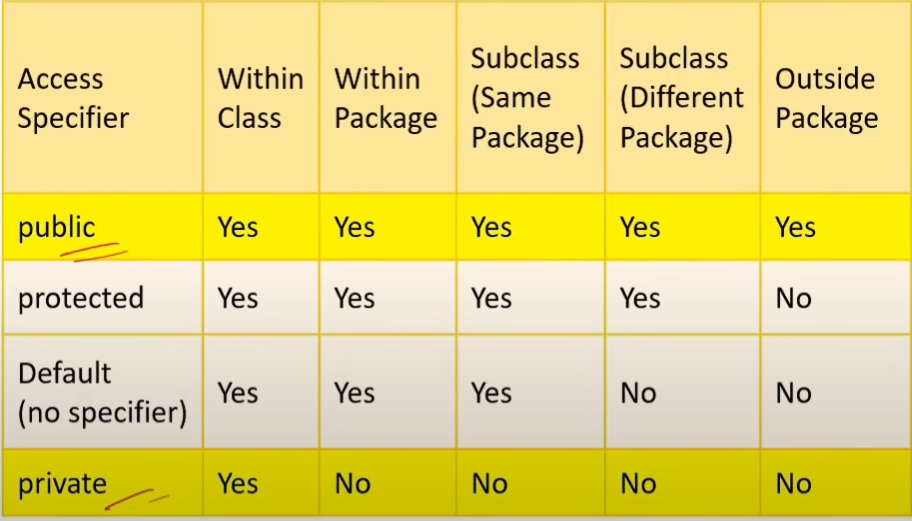 Access Specifier | Within Class | Within Package | Subclass (Same Package) | Subclass (Different Package) | Outside Package
public | Yes | Yes | Yes | Yes | Yes
protected | Yes | Yes | Yes | Yes | No
Default (no specifier) | Yes | Yes | Yes | No | No
private | Yes | No | No | No | No